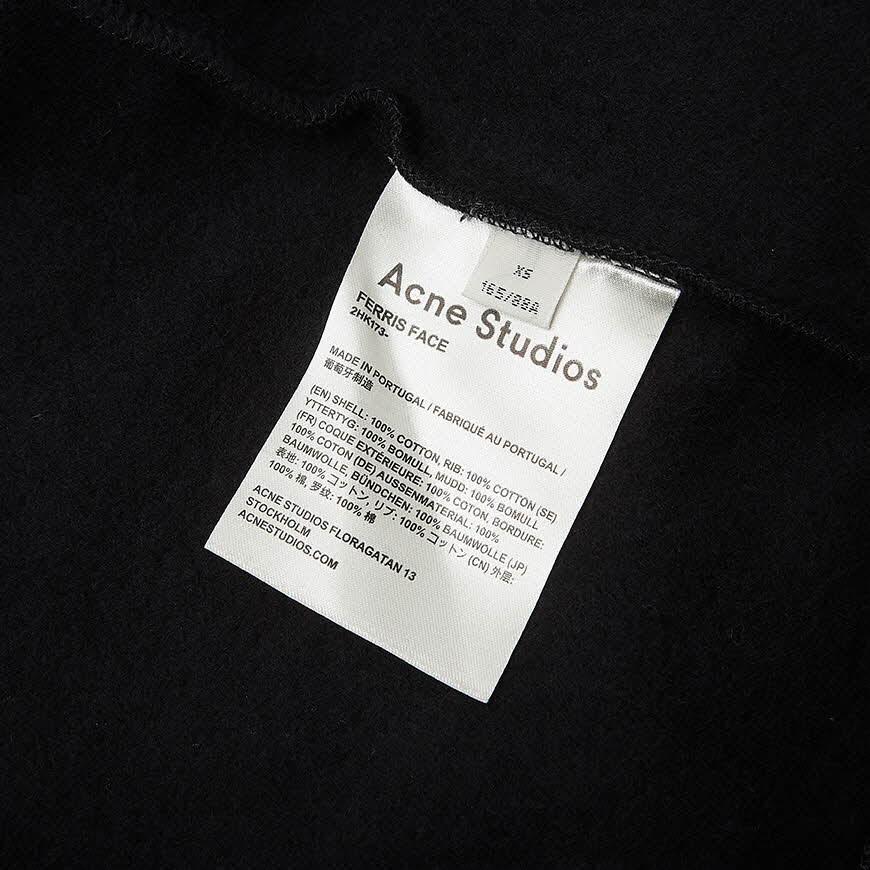 XS
165/88A
Acne Studios
FERRIS FACE
2HK173-
MADE IN PORTUGAL / FABRIQUÉ AU PORTUGAL /
葡萄牙制造
(EN) SHELL: 100% COTTON, RIB: 100% COTTON (SE)
YTTERTYG: 100% BOMULL, MUDD: 100% BOMULL
(FR) COQUE EXTÉRIEURE: 100% COTON, BORDURE:
100% COTON (DE) AUSSENMATERIAL: 100%
BAUMWOLLE, BÜNDCHEN: 100% BAUMWOLLE (JP)
表地: 100% コットン, リブ: 100% コットン (CN) 外层:
100% 棉, 罗纹: 100% 棉
ACNE STUDIOS FLORAGATAN 13
STOCKHOLM
ACNESTUDIOS.COM